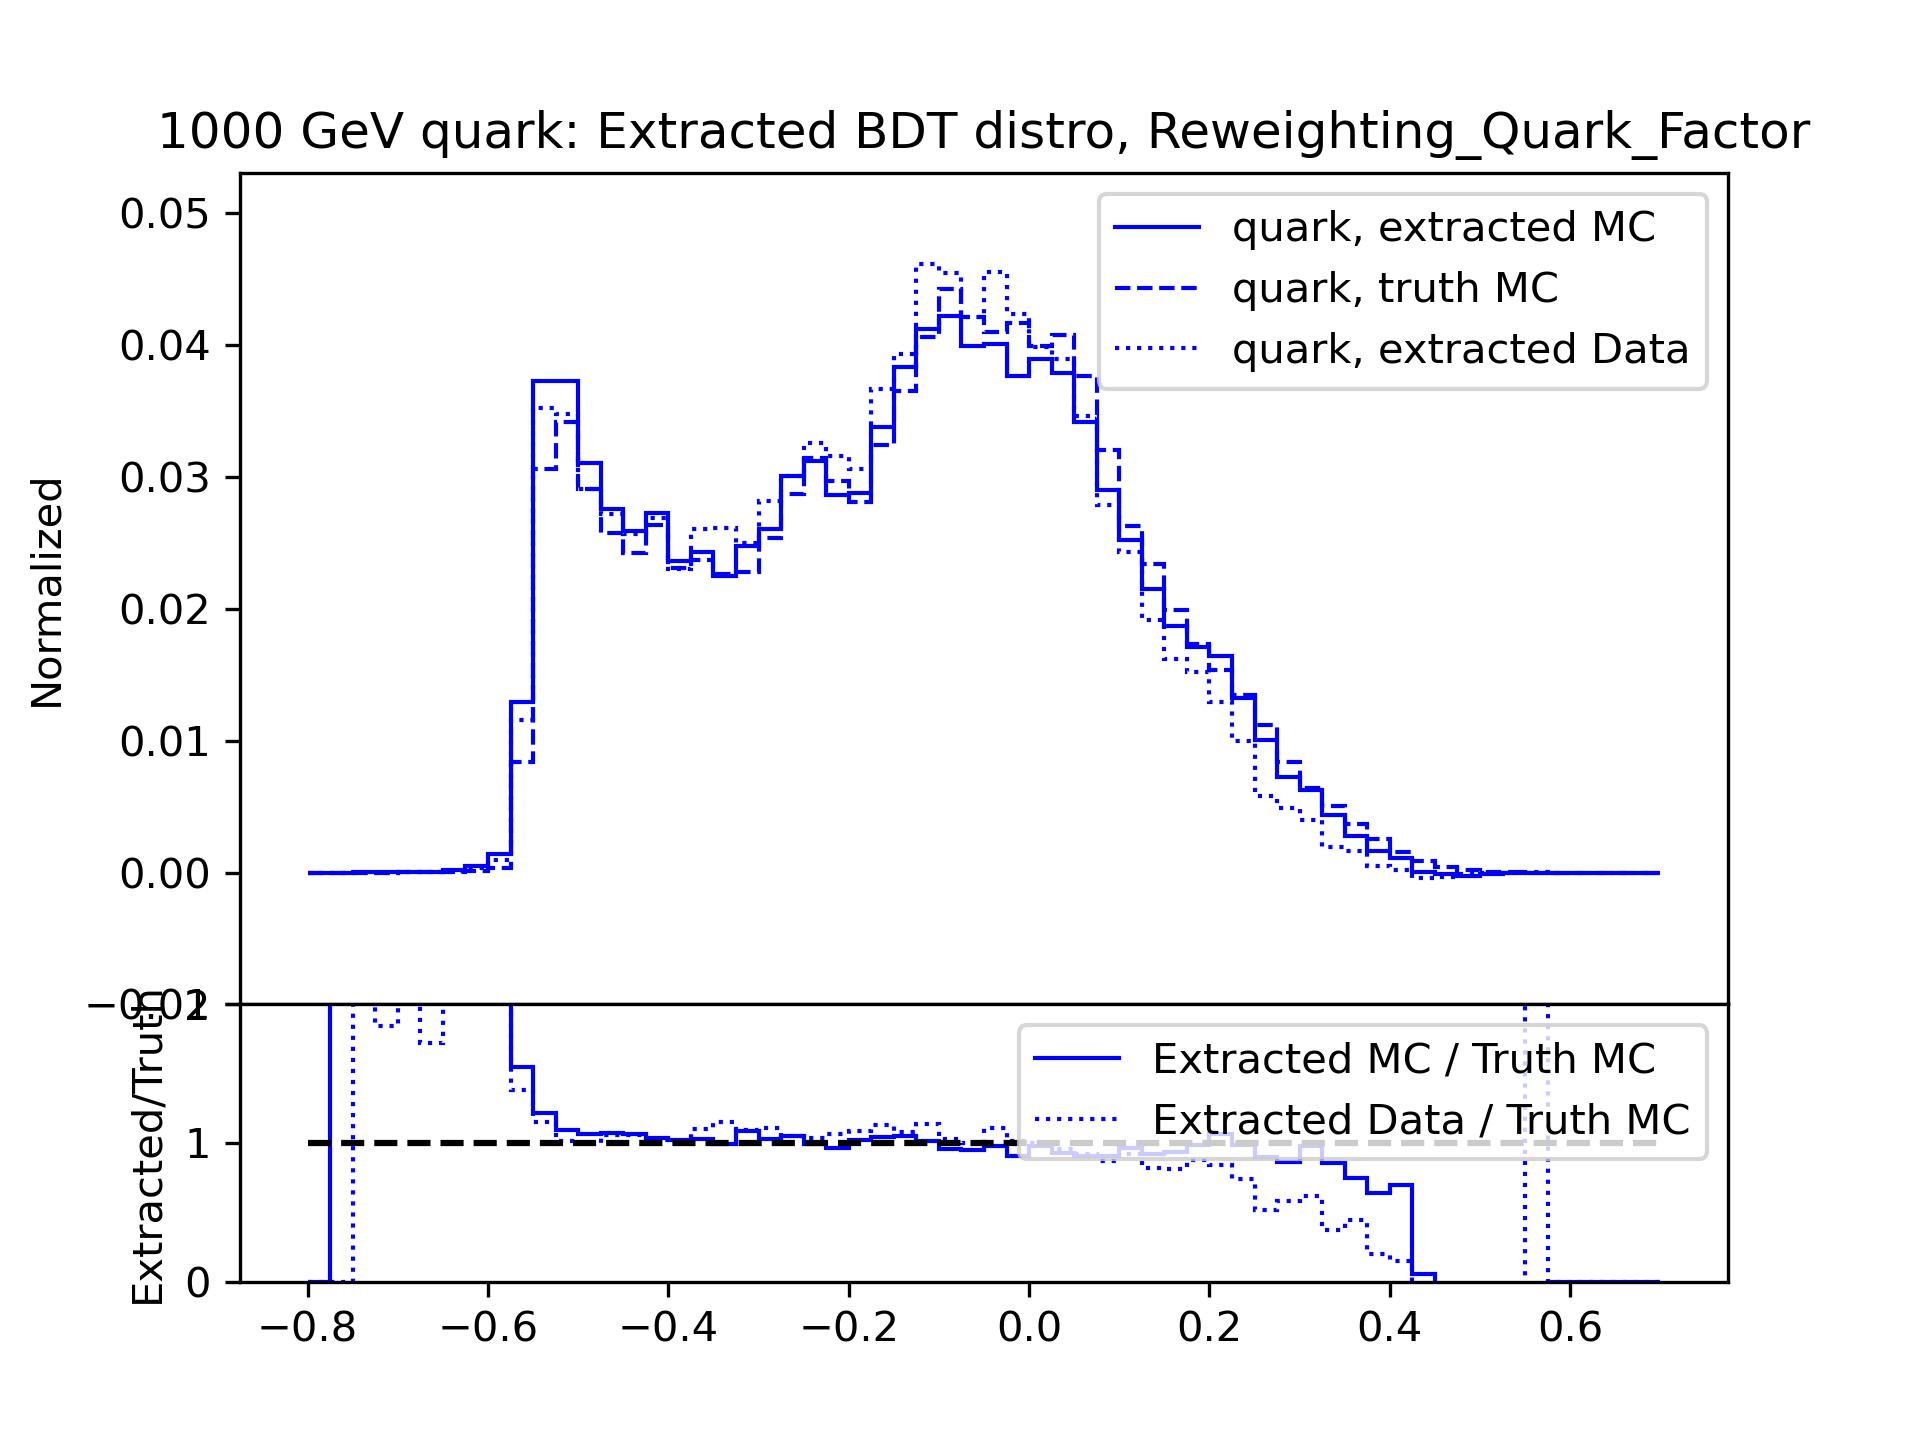 1000 GeV quark: Extracted BDT distro, Reweighting_Quark_Factor
quark, extracted MC
quark, truth MC
quark, extracted Data
Normalized
0.05
0.04
0.03
0.02
0.01
0.00
−0.01
Extracted MC / Truth MC
Extracted Data / Truth MC
Extracted/Truth
2
1
0
−0.8 −0.6 −0.4 −0.2 0.0 0.2 0.4 0.6